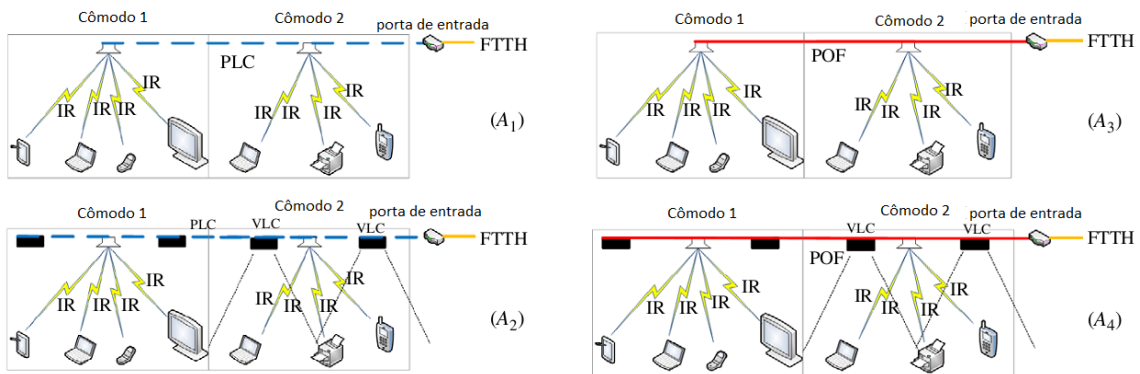 Cômodo 1
Cômodo 2
porta de entrada
FTTH
PLC
IR
IR
IR
IR
IR
IR
IR
(A1)
Cômodo 1
Cômodo 2
porta de entrada
FTTH
POF
IR
IR
IR
IR
IR
IR
IR
(A3)
Cômodo 1
PLC
VLC
Cômodo 2
VLC
porta de entrada
FTTH
IR
IR
IR
IR
IR
IR
IR
(A2)
Cômodo 1
VLC
Cômodo 2
VLC
porta de entrada
FTTH
POF
IR
IR
IR
IR
IR
IR
IR
(A4)